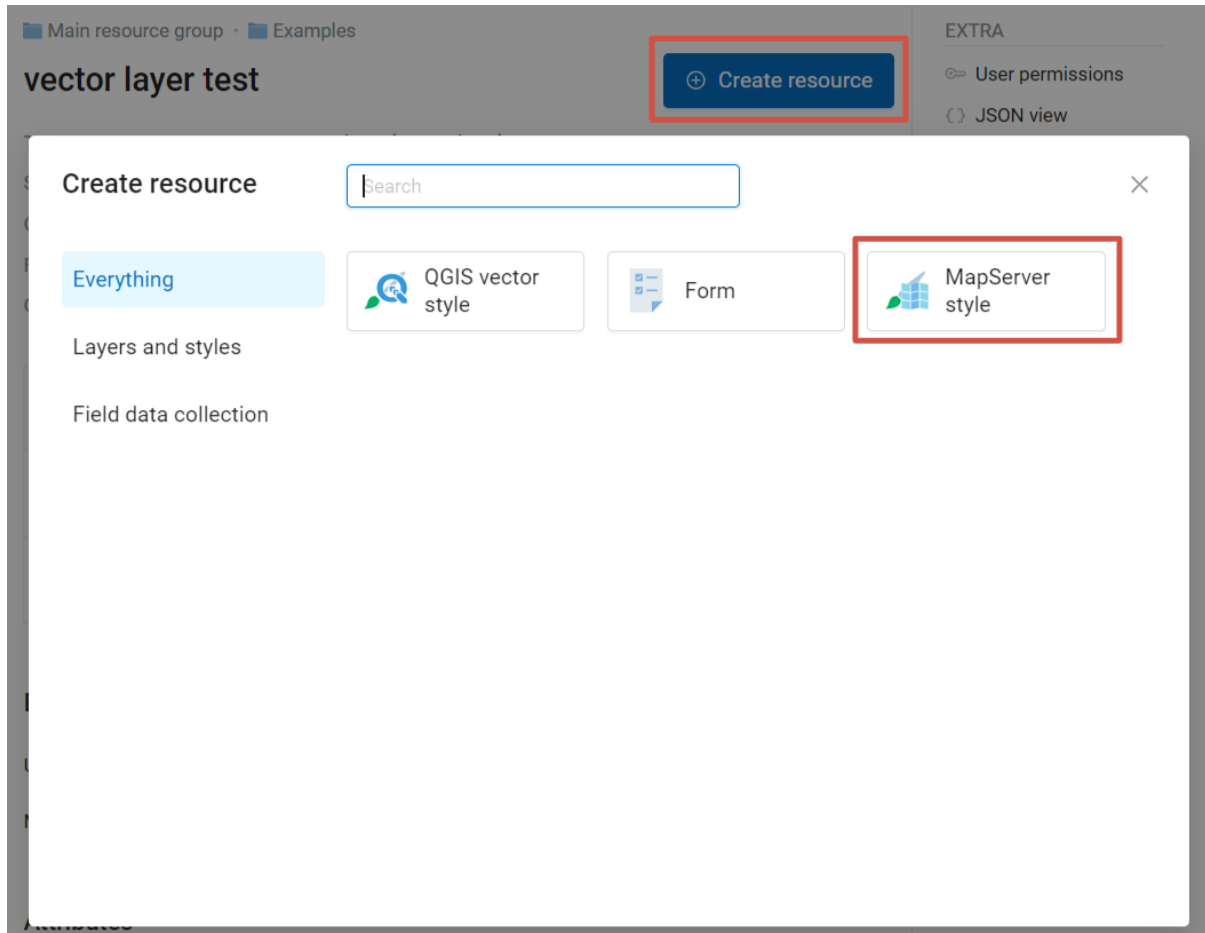 Main resource group · Examples
EXTRA
vector layer test
Create resource
User permissions
JSON view
Create resource
Search
Everything
QGIS vector
style
Form
MapServer
style
Layers and styles
Field data collection